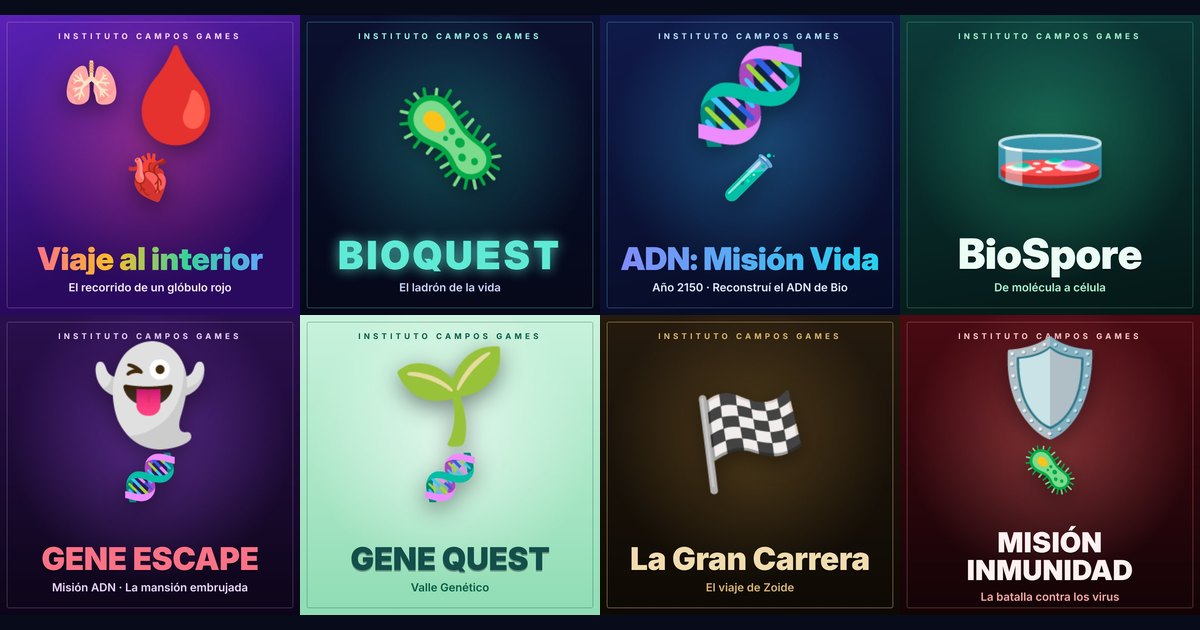 INSTITUTO CAMPOS GAMES
Viaje al interior
El recorrido de un glóbulo rojo
INSTITUTO CAMPOS GAMES
BIOQUEST
El ladrón de la vida
INSTITUTO CAMPOS GAMES
ADN: Misión Vida
Año 2150 · Reconstruí el ADN de Bio
INSTITUTO CAMPOS GAMES
BioSpore
De molécula a célula
INSTITUTO CAMPOS GAMES
GENE ESCAPE
Misión ADN · La mansión embrujada
INSTITUTO CAMPOS GAMES
GENE QUEST
Valle Genético
INSTITUTO CAMPOS GAMES
La Gran Carrera
El viaje de Zoide
INSTITUTO CAMPOS GAMES
MISIÓN
INMUNIDAD
La batalla contra los virus